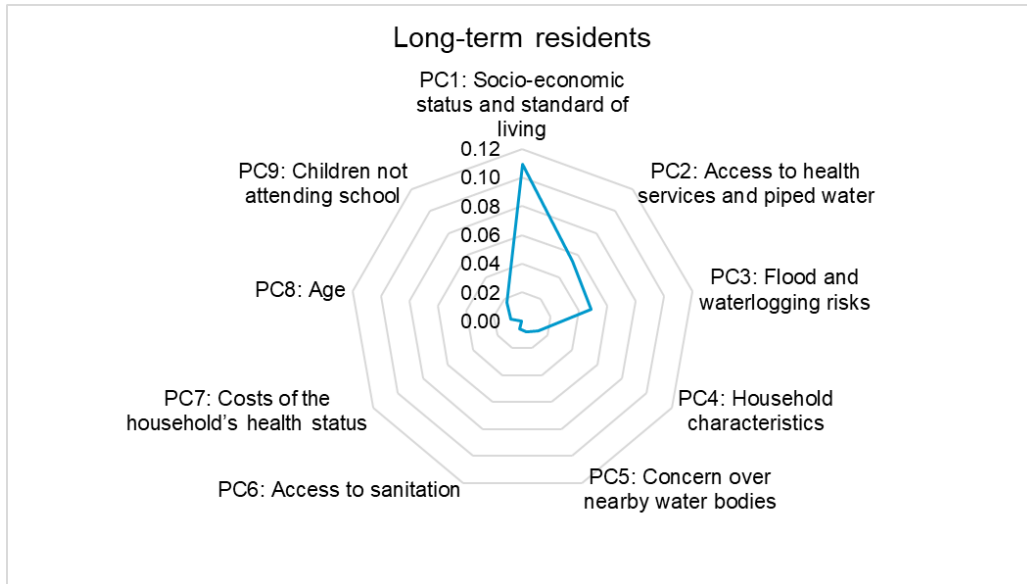 Long-term residents
PC1: Socio-economic
status and standard of
living
0.12
0.10
0.08
0.06
0.04
0.02
0.00
PC2: Access to health
services and piped water
PC3: Flood and
waterlogging risks
PC4: Household
characteristics
PC5: Concern over
nearby water bodies
PC6: Access to sanitation
PC7: Costs of the
household’s health status
PC8: Age
PC9: Children not
attending school